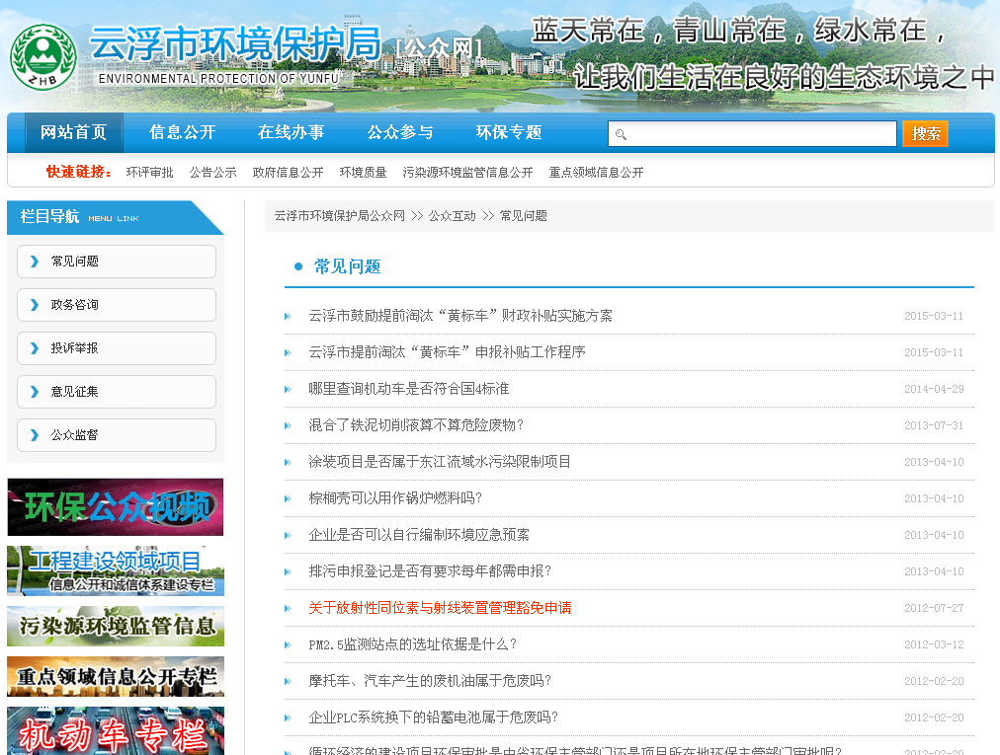 云浮市环境保护局 [公众网]
ENVIRONMENTAL PROTECTION OF YUNFU
ZHB
蓝天常在，青山常在，绿水常在，
让我们生活在良好的生态环境之中
网站首页 信息公开 在线办事 公众参与 环保专题 搜索
快速链接： 环评审批 公告公示 政府信息公开 环境质量 污染源环境监管信息公开 重点领域信息公开
栏目导航 MENU LINK
常见问题
政务咨询
投诉举报
意见征集
公众监督
环保公众视频
工程建设领域项目
信息公开和诚信体系建设专栏
污染源环境监管信息
重点领域信息公开专栏
机动车专栏
云浮市环境保护局公众网 >> 公众互动 >> 常见问题
常见问题
云浮市鼓励提前淘汰“黄标车”财政补贴实施方案 2015-03-11
云浮市提前淘汰“黄标车”申报补贴工作程序 2015-03-11
哪里查询机动车是否符合国4标淮 2014-04-29
混合了铁泥切削液算不算危险废物？ 2013-07-31
涂装项目是否属于东江流域水污染限制项目 2013-04-10
棕榈壳可以用作锅炉燃料吗？ 2013-04-10
企业是否可以自行编制环境应急预案 2013-04-10
排污申报登记是否有要求每年都需申报？ 2013-04-10
关于放射性同位素与射线装置管理豁免申请 2012-07-27
PM2.5监测站点的选址依据是什么？ 2012-03-12
摩托车、汽车产生的废机油属于危废吗？ 2012-02-20
企业PLC系统换下的铅蓄电池属于危废吗？ 2012-02-20
循环经济的建设项目环保审批是由省环保主管部门还是项目所在地环保主管部门审批呢？ 2012-02-20